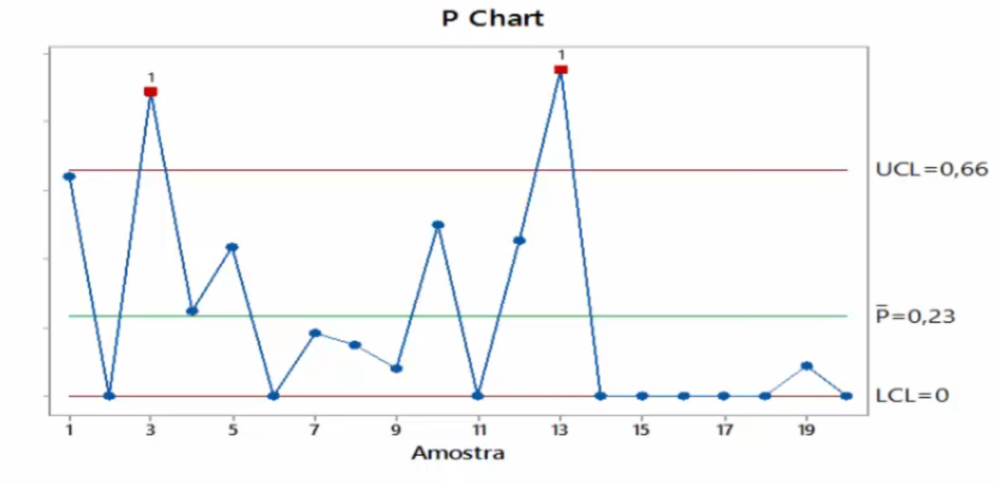 P Chart
1
1
UCL=0,66
P̄=0,23
LCL=0
1 3 5 7 9 11 13 15 17 19
Amostra